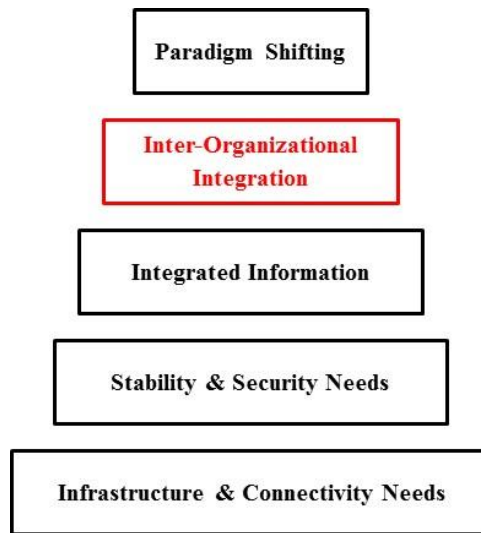 Paradigm Shifting
Inter-Organizational
Integration
Integrated Information
Stability & Security Needs
Infrastructure & Connectivity Needs